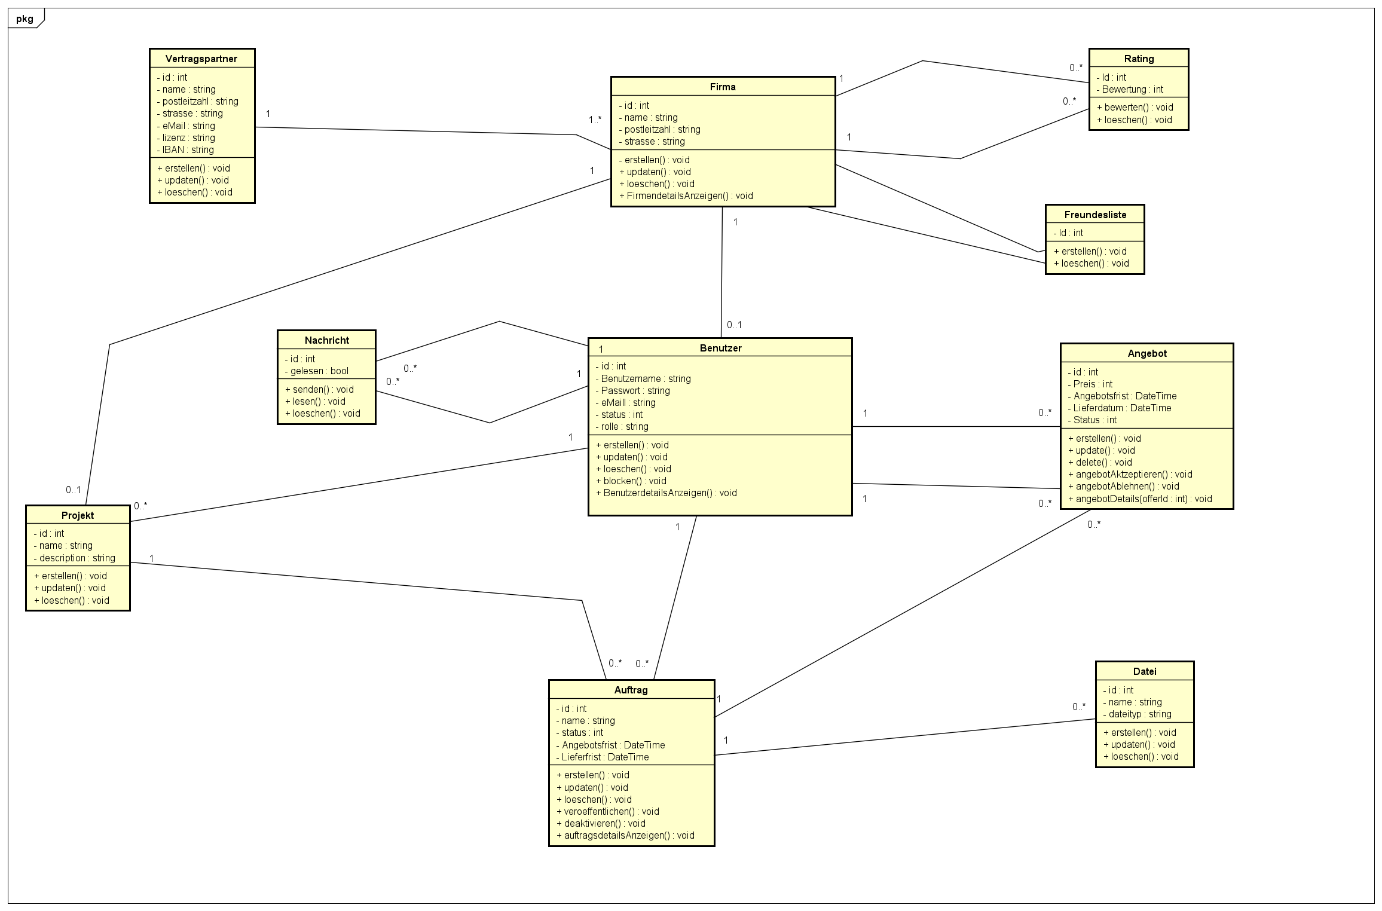 pkg
Vertragspartner
- id : int
- name : string
- postleitzahl : string
- strasse : string
- eMail : string
- lizenz : string
- IBAN : string
+ erstellen() : void
+ updaten() : void
+ loeschen() : void
1
1..*
Firma
- id : int
- name : string
- postleitzahl : string
- strasse : string
- erstellen() : void
+ updaten() : void
+ loeschen() : void
+ FirmendetailsAnzeigen() : void
1
0..*
1
0..*
Rating
- Id : int
- Bewertung : int
+ bewerten() : void
+ loeschen() : void
Freundesliste
- Id : int
+ erstellen() : void
+ loeschen() : void
1
0..1
1
0..1
Nachricht
- id : int
- gelesen : bool
+ senden() : void
+ lesen() : void
+ loeschen() : void
0..*
1
0..*
1
Benutzer
- id : int
- Benutzername : string
- Passwort : string
- eMaill : string
- status : int
- rolle : string
+ erstellen() : void
+ updaten() : void
+ loeschen() : void
+ blocken() : void
+ BenutzerdetailsAnzeigen() : void
1
0..*
1
0..*
Angebot
- id : int
- Preis : int
- Angebotsfrist : DateTime
- Lieferdatum : DateTime
- Status : int
+ erstellen() : void
+ update() : void
+ delete() : void
+ angebotAktzeptieren() : void
+ angebotAblehnen() : void
+ angebotDetails(offerId : int) : void
0..*
1
0..*
Projekt
- id : int
- name : string
- description : string
+ erstellen() : void
+ updaten() : void
+ loeschen() : void
1
0..*
1
0..*
Auftrag
- id : int
- name : string
- status : int
- Angebotsfrist : DateTime
- Lieferfrist : DateTime
+ erstellen() : void
+ updaten() : void
+ loeschen() : void
+ veroeffentlichen() : void
+ deaktivieren() : void
+ auftragsdetailsAnzeigen() : void
1
1
0..*
Datei
- id : int
- name : string
- dateityp : string
+ erstellen() : void
+ updaten() : void
+ loeschen() : void